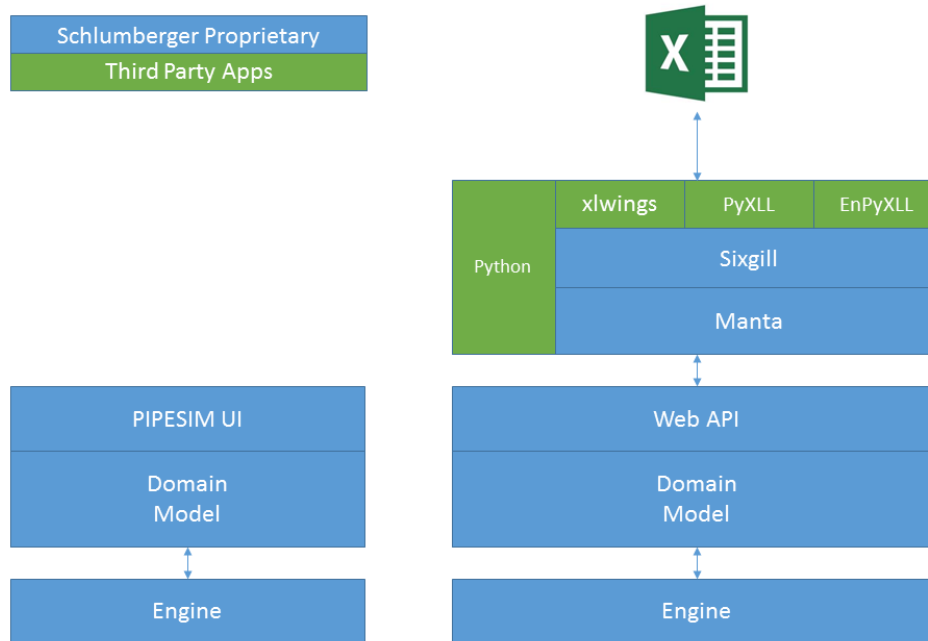 Schlumberger Proprietary
Third Party Apps
X
xlwings
PyXLL
EnPyXLL
Python
Sixgill
Manta
PIPESIM UI
Domain
Model
Engine
Web API
Domain
Model
Engine